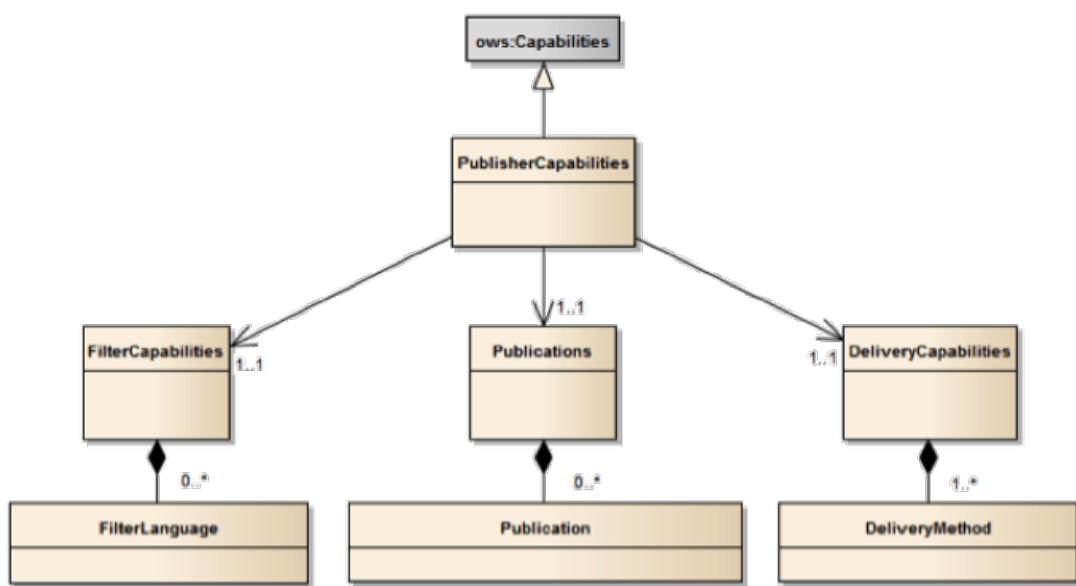 ows:Capabilities
PublisherCapabilities
1..1
FilterCapabilities
1..1
Publications
1..1
DeliveryCapabilities
0..*
0..*
1..*
FilterLanguage
Publication
DeliveryMethod